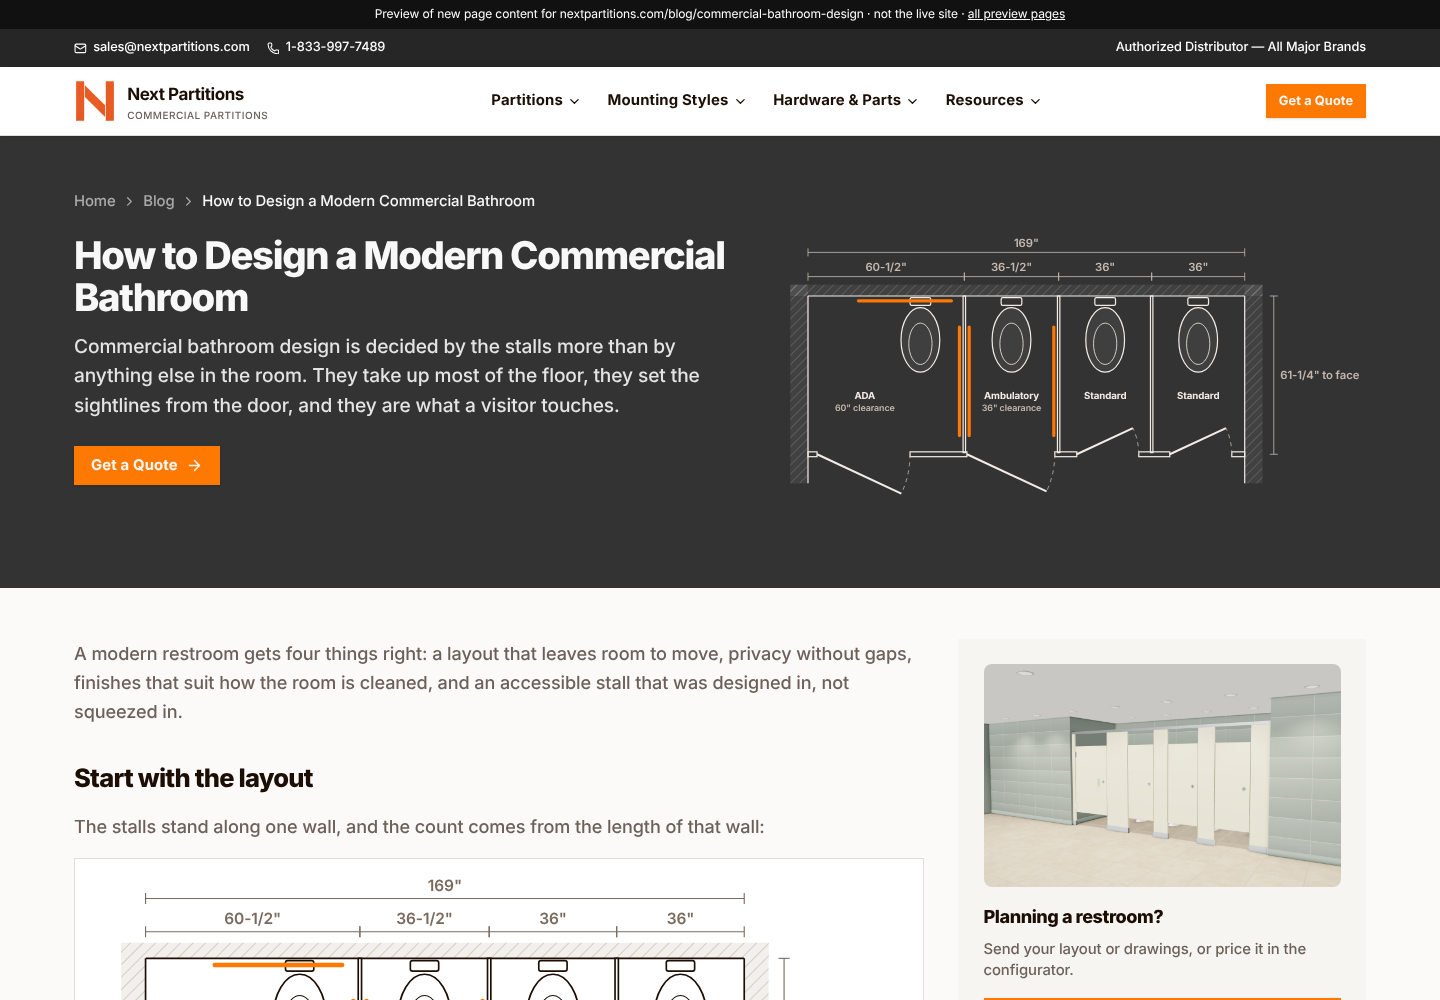 Preview of new page content for nextpartitions.com/blog/commercial-bathroom-design · not the live site · all preview pages
sales@nextpartitions.com
1-833-997-7489
Authorized Distributor — All Major Brands
Next Partitions
COMMERCIAL PARTITIONS
Partitions
Mounting Styles
Hardware & Parts
Resources
Get a Quote
Home > Blog > How to Design a Modern Commercial Bathroom
How to Design a Modern Commercial
Bathroom
Commercial bathroom design is decided by the stalls more than by
anything else in the room. They take up most of the floor, they set the
sightlines from the door, and they are what a visitor touches.
Get a Quote
169"
60-1/2"
36-1/2"
36"
36"
61-1/4" to face
ADA
60" clearance
Ambulatory
36" clearance
Standard
Standard
A modern restroom gets four things right: a layout that leaves room to move, privacy without gaps,
finishes that suit how the room is cleaned, and an accessible stall that was designed in, not
squeezed in.
Start with the layout
The stalls stand along one wall, and the count comes from the length of that wall:
169"
60-1/2"
36-1/2"
36"
36"
Planning a restroom?
Send your layout or drawings, or price it in the
configurator.